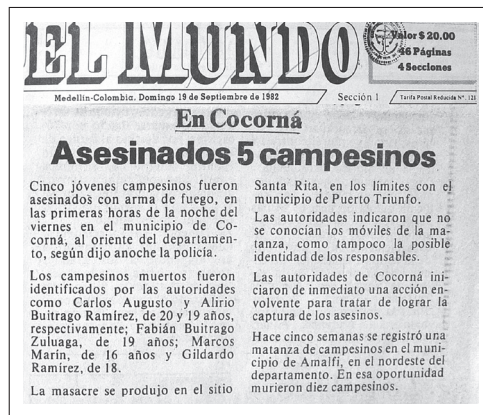 EL MUNDO
Valor $ 20.00
46 Páginas
4 Secciones
Medellín-Colombia. Domingo 19 de Septiembre de 1982
Sección 1
Tarifa Postal Reducida Nº. 121
En Cocorná
Asesinados 5 campesinos
Cinco jóvenes campesinos fueron
asesinados con arma de fuego, en
las primeras horas de la noche del
viernes en el municipio de Co-
corná, al oriente del departamen-
to, según dijo anoche la policía.
Los campesinos muertos fueron
identificados por las autoridades
como Carlos Augusto y Alirio
Buitrago Ramírez, de 20 y 19 años,
respectivamente; Fabián Buitrago
Zuluaga, de 19 años; Marcos
Marín, de 16 años y Gildardo
Ramírez, de 18.
La masacre se produjo en el sitio
Santa Rita, en los límites con el
municipio de Puerto Triunfo.
Las autoridades indicaron que no
se conocían los móviles de la ma-
tanza, como tampoco la posible
identidad de los responsables.
Las autoridades de Cocorná ini-
ciaron de inmediato una acción en-
volvente para tratar de lograr la
captura de los asesinos.
Hace cinco semanas se registró una
matanza de campesinos en el muni-
cipio de Amalfi, en el nordeste del
departamento. En esa oportunidad
murieron diez campesinos.